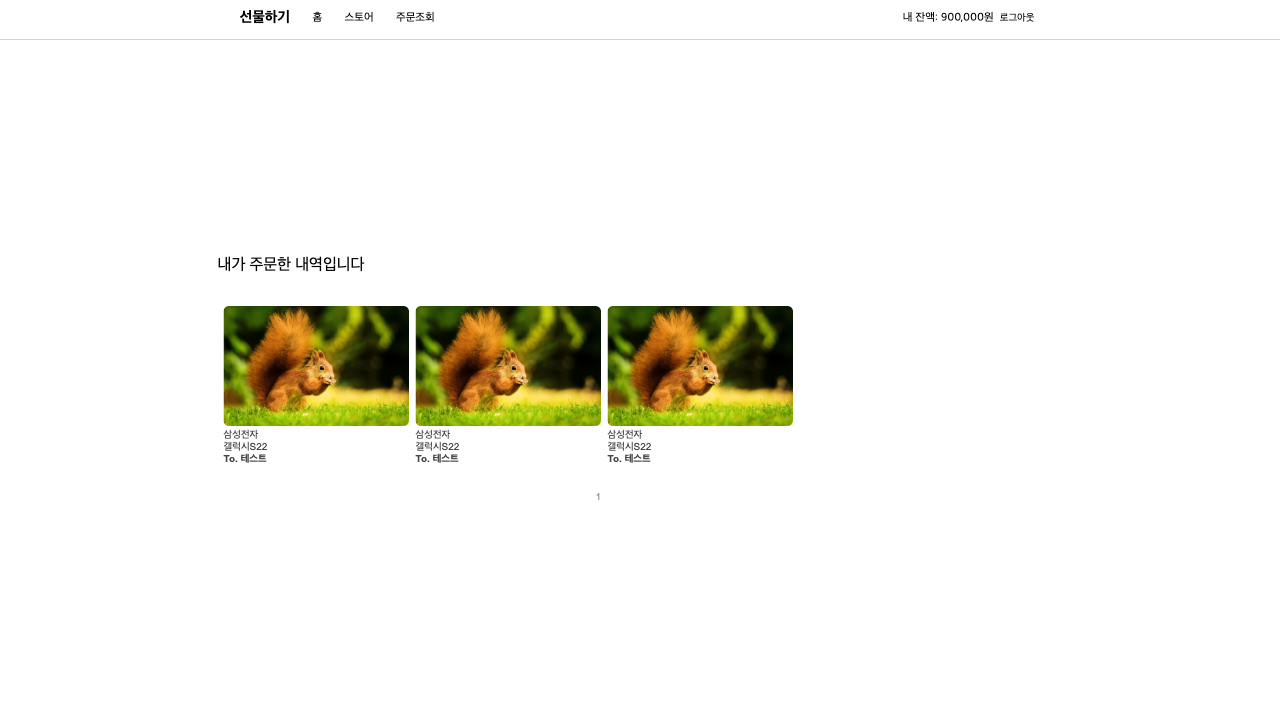 선물하기 홈 스토어 주문조회 내 잔액: 900,000원 로그아웃
내가 주문한 내역입니다
삼성전자 삼성전자 삼성전자
갤럭시S22 갤럭시S22 갤럭시S22
To. 테스트 To. 테스트 To. 테스트
1